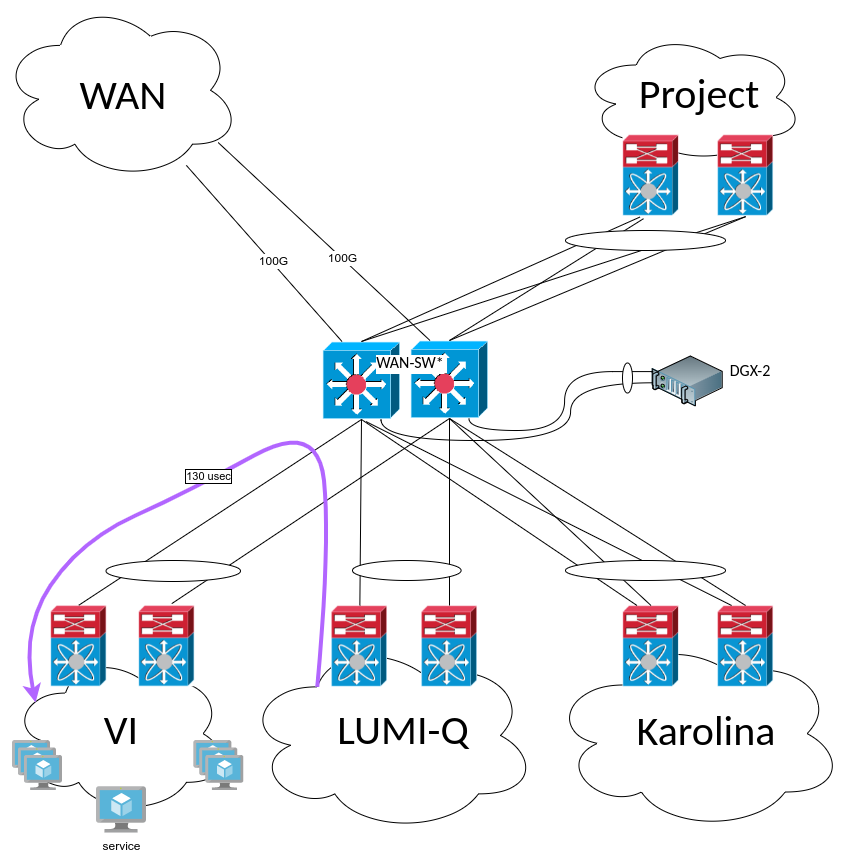 WAN
Project
100G
100G
WAN-SW*
DGX-2
130 usec
VI
LUMI-Q
Karolina
service